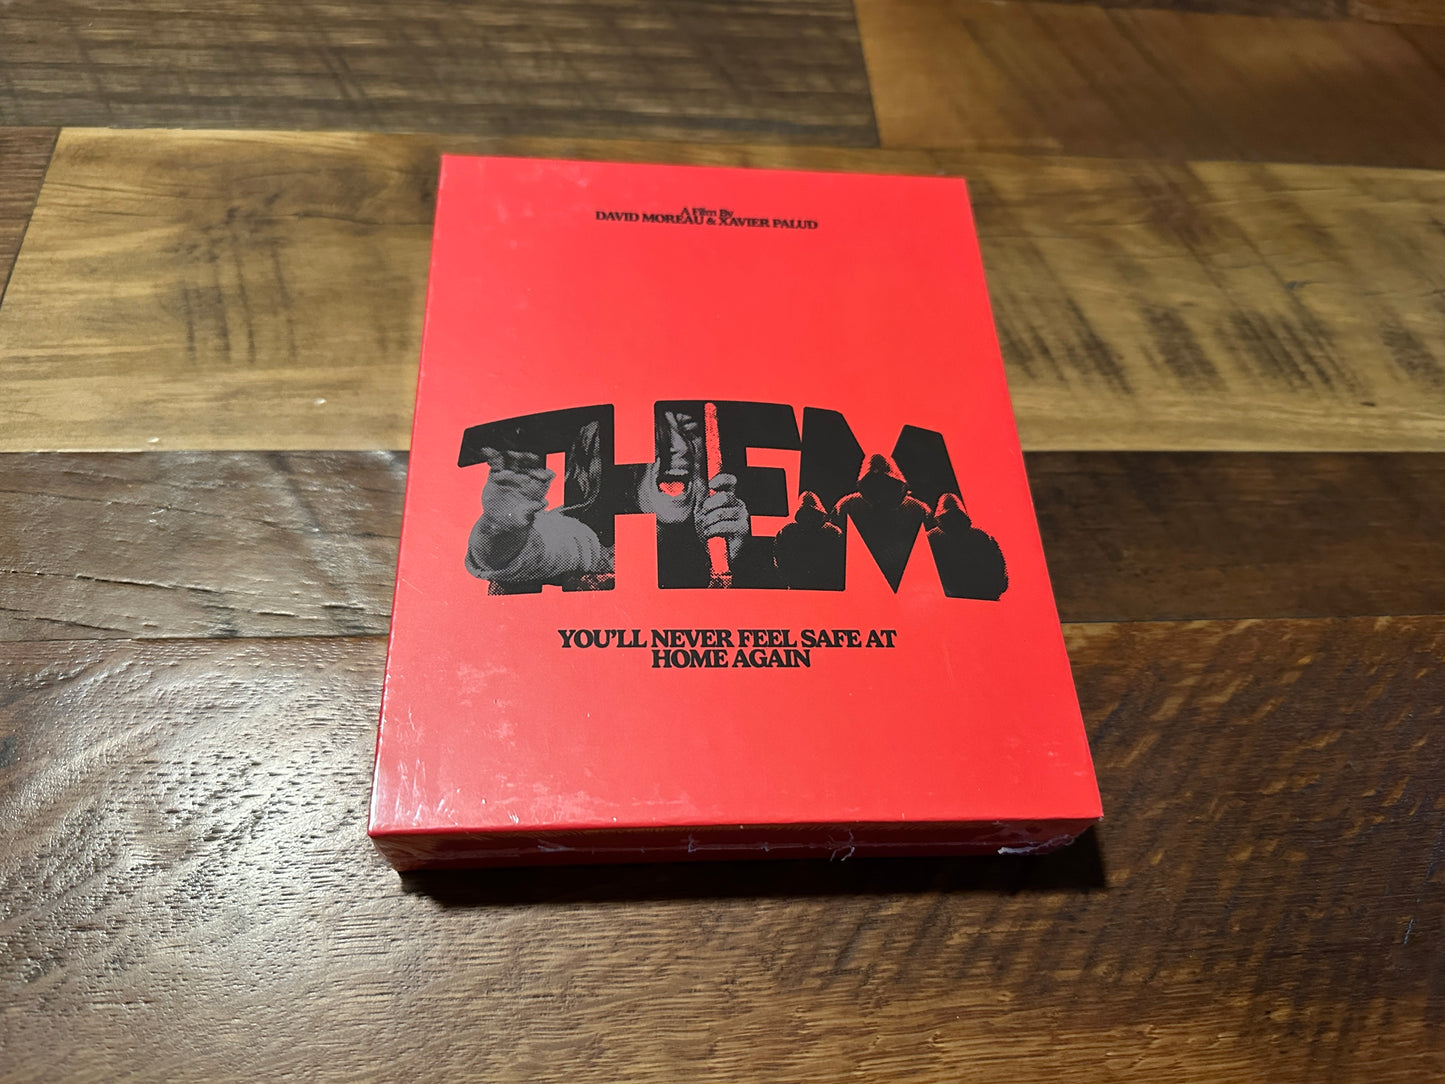 A Film By
DAVID MOREAU & XAVIER PALUD
THEM
YOU'LL NEVER FEEL SAFE AT
HOME AGAIN